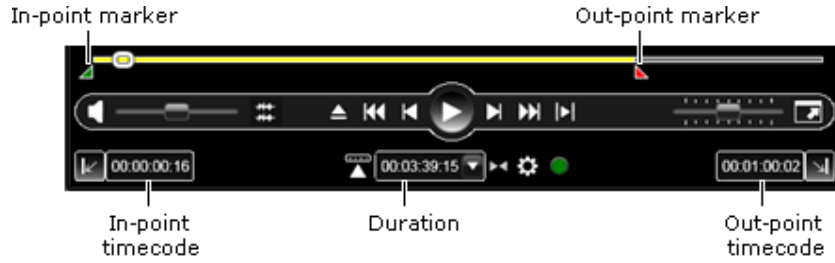 In-point marker
Out-point marker
00:00:00:16
00:03:39:15
00:01:00:02
In-point
timecode
Duration
Out-point
timecode